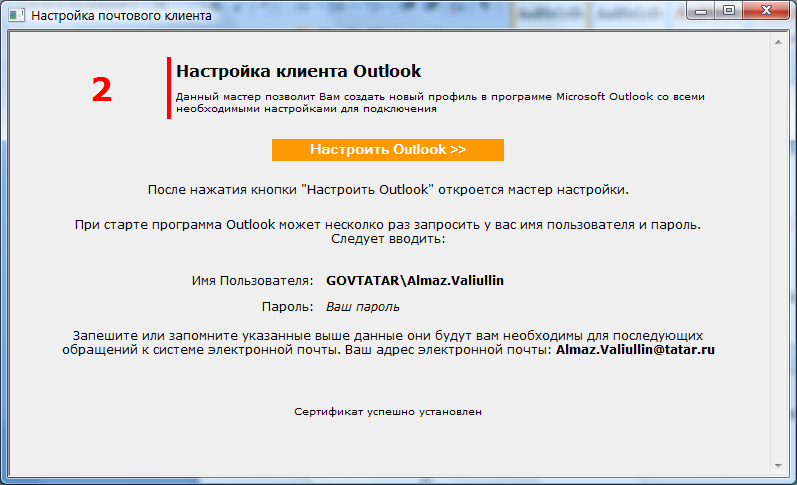 Настройка почтового клиента
2
Настройка клиента Outlook
Данный мастер позволит Вам создать новый профиль в программе Microsoft Outlook со всеми
необходимыми настройками для подключения
Настроить Outlook >>
После нажатия кнопки "Настроить Outlook" откроется мастер настройки.
При старте программа Outlook может несколко раз запросить у вас имя пользователя и пароль.
Следует вводить:
Имя Пользователя: GOVTATAR\Almaz.Valiullin
Пароль: Ваш пароль
Запешите или запомните указанные выше данные они будут вам необходимы для последующих
обращений к системе электронной почты. Ваш адрес электронной почты: Almaz.Valiullin@tatar.ru
Сертификат успешно установлен